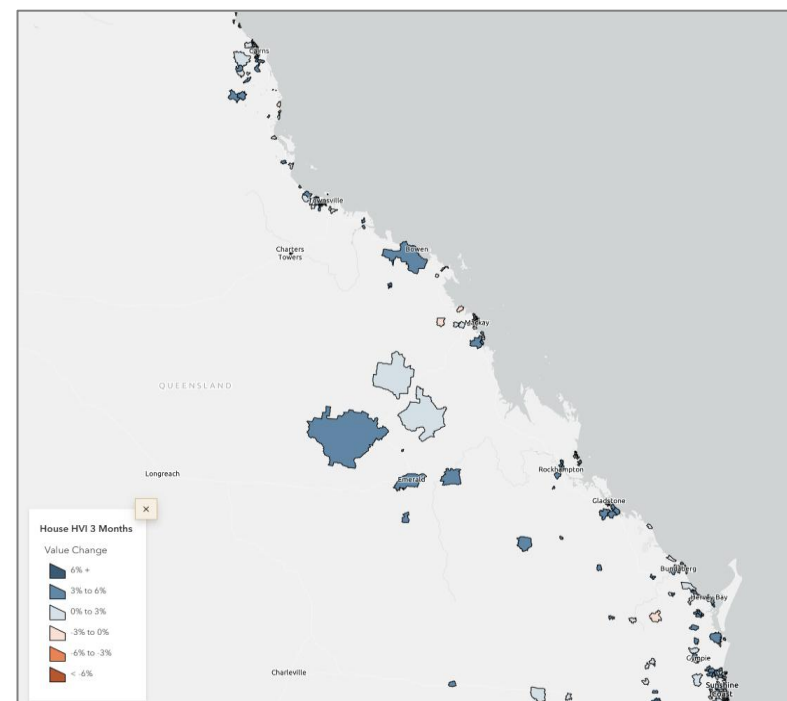 Cairns
Townsville
Charters
Towers
Bowen
Mackay
QUEENSLAND
Longreach
Emerald
Rockhampton
Gladstone
Bundaberg
Hervey Bay
Gympie
Charleville
Sunshine
Coast
×
House HVI 3 Months
Value Change
6% +
3% to 6%
0% to 3%
-3% to 0%
-6% to -3%
< -6%